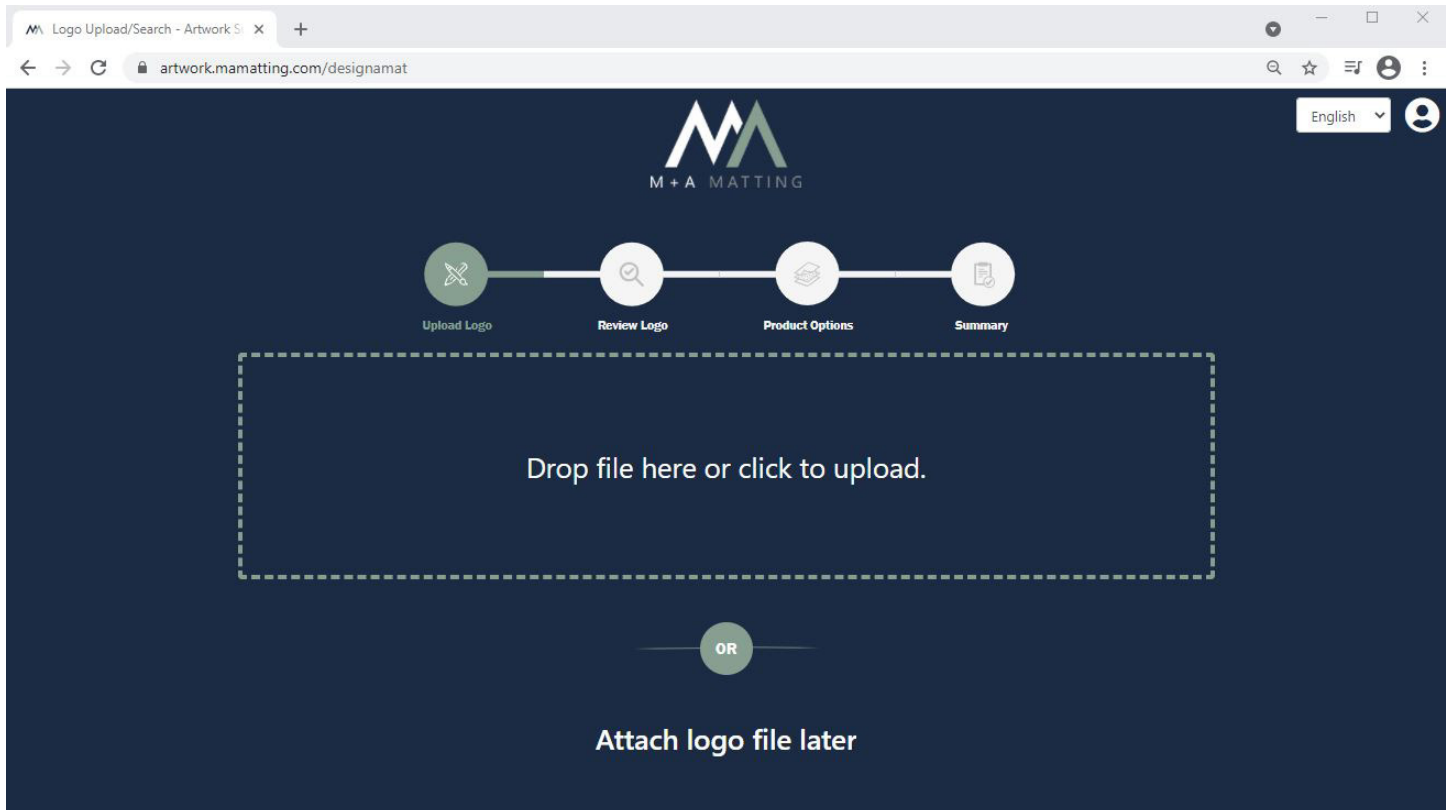 Logo Upload/Search - Artwork S
artwork.mamatting.com/designamat
English
M + A MATTING
Upload Logo
Review Logo
Product Options
Summary
Drop file here or click to upload.
OR
Attach logo file later